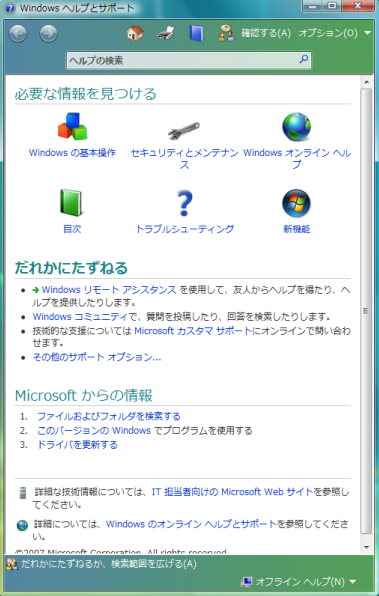 Windows ヘルプとサポート
確認する(A) オプション(O)
ヘルプの検索
必要な情報を見つける
Windows の基本操作
セキュリティとメンテナン
ス
Windows オンライン ヘル
プ
目次
トラブルシューティング
新機能
だれかにたずねる
Windows リモート アシスタンス を使用して、友人からヘルプを得たり、ヘ
ルプを提供したりします。
Windows コミュニティで、質問を投稿したり、回答を検索したりします。
技術的な支援については Microsoft カスタマ サポートにオンラインで問い合わ
せます。
その他のサポート オプション...
Microsoft からの情報
1. ファイルおよびフォルダを検索する
2. このバージョンの Windows でプログラムを使用する
3. ドライバを更新する
詳細な技術情報については、IT 担当者向けの Microsoft Web サイトを参照し
てください。
詳細については、Windows のオンライン ヘルプとサポートを参照してくださ
い。
©2007 Microsoft Corporation. All rights reserved.
だれかにたずねるか、検索範囲を広げる(A)
オフライン ヘルプ(N)